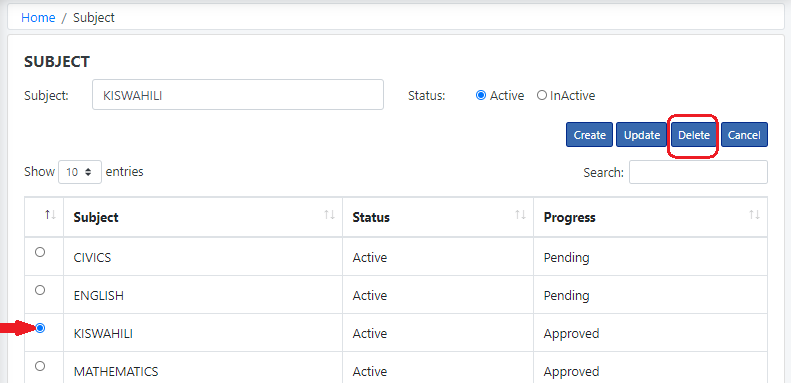 Home / Subject
SUBJECT
Subject: KISWAHILI Status: Active InActive
Create Update Delete Cancel
Show 10 entries Search:
Subject Status Progress
CIVICS Active Pending
ENGLISH Active Pending
KISWAHILI Active Approved
MATHEMATICS Active Approved